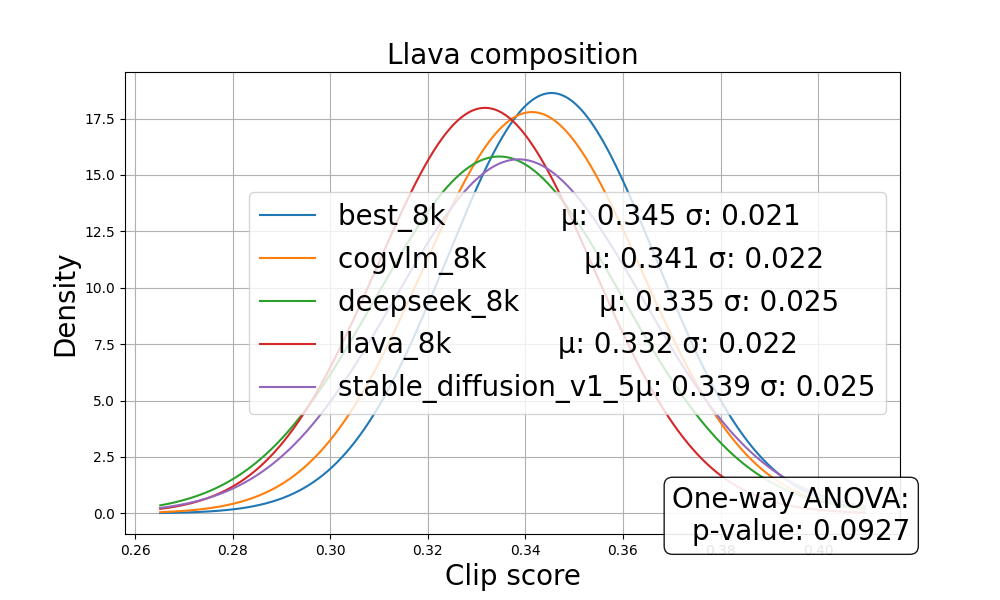 Llava composition
Density
17.5
15.0
12.5
10.0
7.5
5.0
2.5
0.0
best_8k μ: 0.345 σ: 0.021
cogvlm_8k μ: 0.341 σ: 0.022
deepseek_8k μ: 0.335 σ: 0.025
llava_8k μ: 0.332 σ: 0.022
stable_diffusion_v1_5μ: 0.339 σ: 0.025
One-way ANOVA:
p-value: 0.0927
0.26 0.28 0.30 0.32 0.34 0.36 0.38 0.40
Clip score